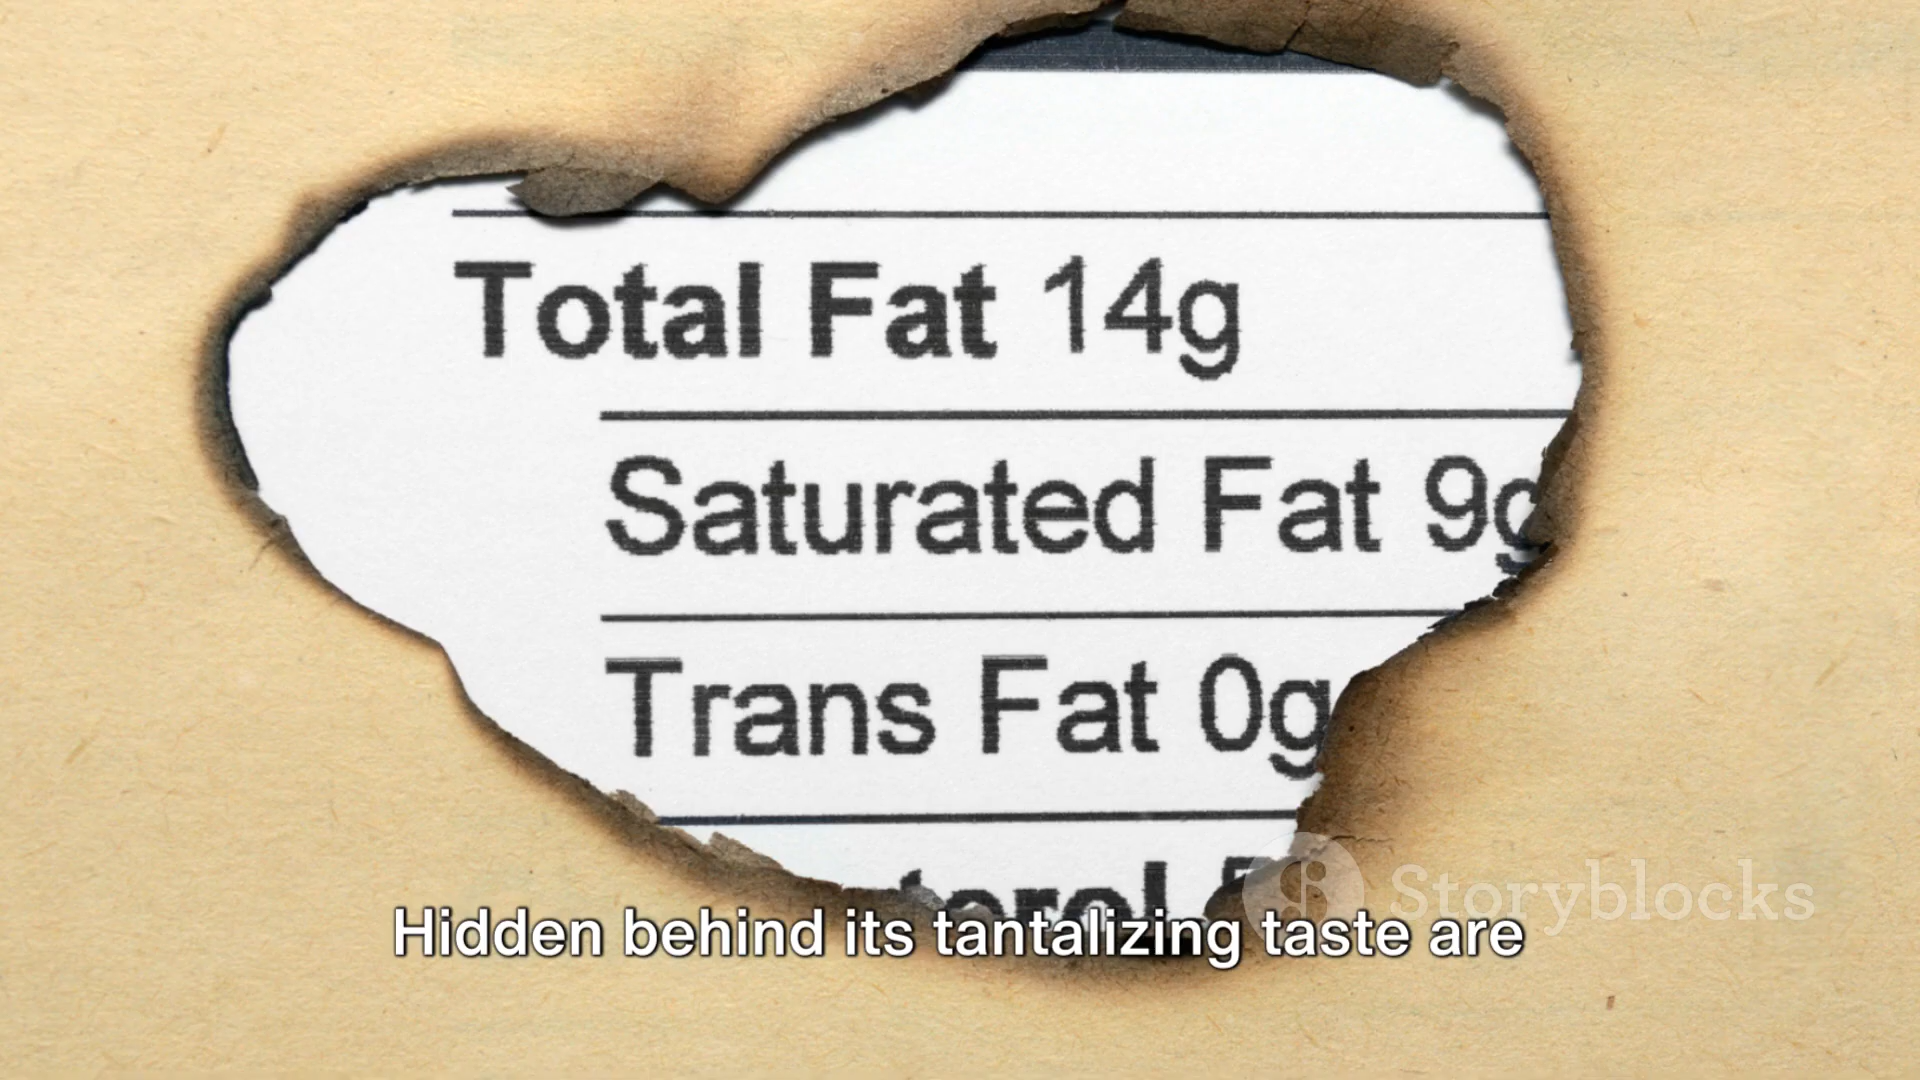 Total Fat 14g
Saturated Fat 9g
Trans Fat 0g
Hidden behind its tantalizing taste are
Storyblocks